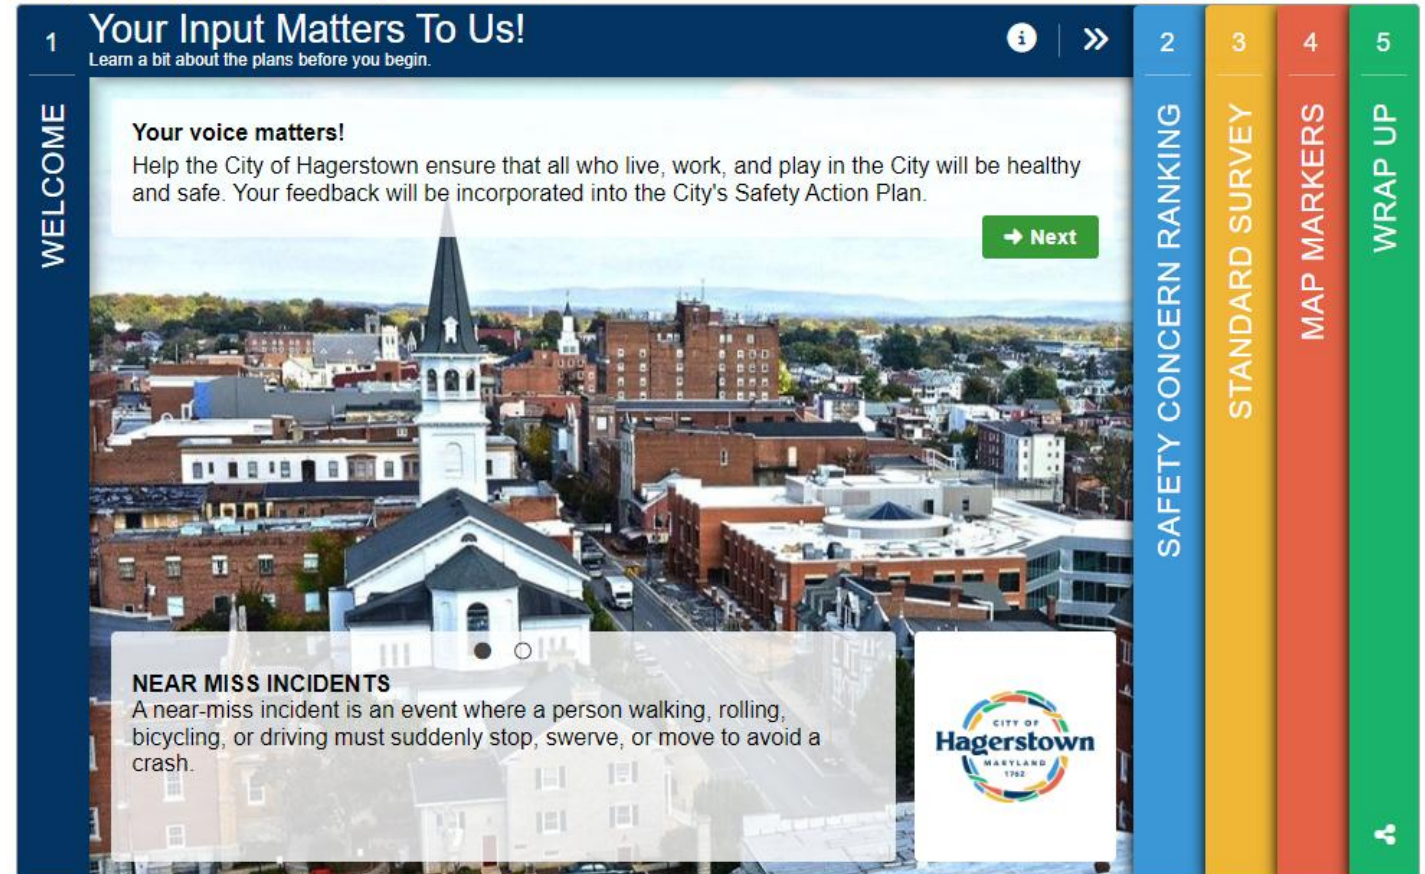 1
WELCOME
Your Input Matters To Us!
Learn a bit about the plans before you begin.
Your voice matters!
Help the City of Hagerstown ensure that all who live, work, and play in the City will be healthy
and safe. Your feedback will be incorporated into the City's Safety Action Plan.
Next
NEAR MISS INCIDENTS
A near-miss incident is an event where a person walking, rolling,
bicycling, or driving must suddenly stop, swerve, or move to avoid a
crash.
CITY OF
Hagerstown
MARYLAND
1762
2
SAFETY CONCERN RANKING
3
STANDARD SURVEY
4
MAP MARKERS
5
WRAP UP